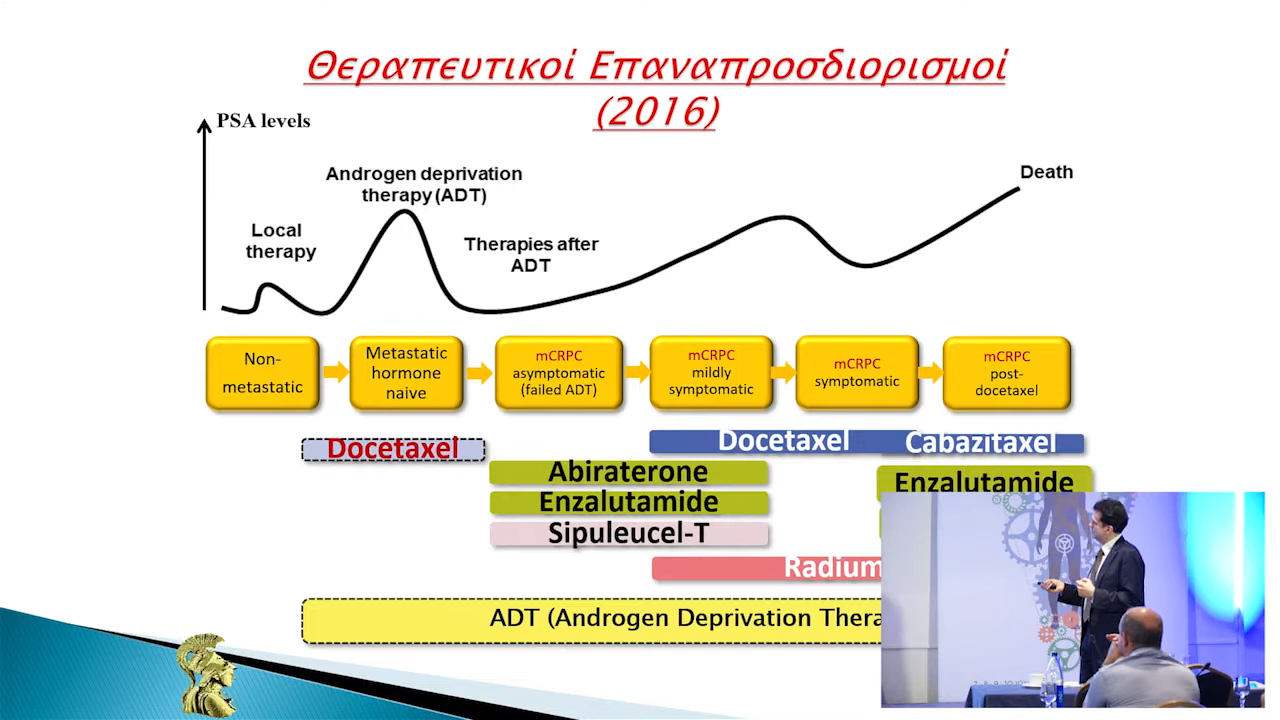 Θεραπευτικοί Επαναπροσδιορισμοί
(2016)
PSA levels
Androgen deprivation
therapy (ADT)
Death
Local
therapy
Therapies after
ADT
Non-
metastatic
Metastatic
hormone
naive
mCRPC
asymptomatic
(failed ADT)
mCRPC
mildly
symptomatic
mCRPC
symptomatic
mCRPC
post-
docetaxel
Docetaxel
Docetaxel
Cabazitaxel
Abiraterone
Enzalutamide
Enzalutamide
Sipuleucel-T
Radium
ADT (Androgen Deprivation Thera